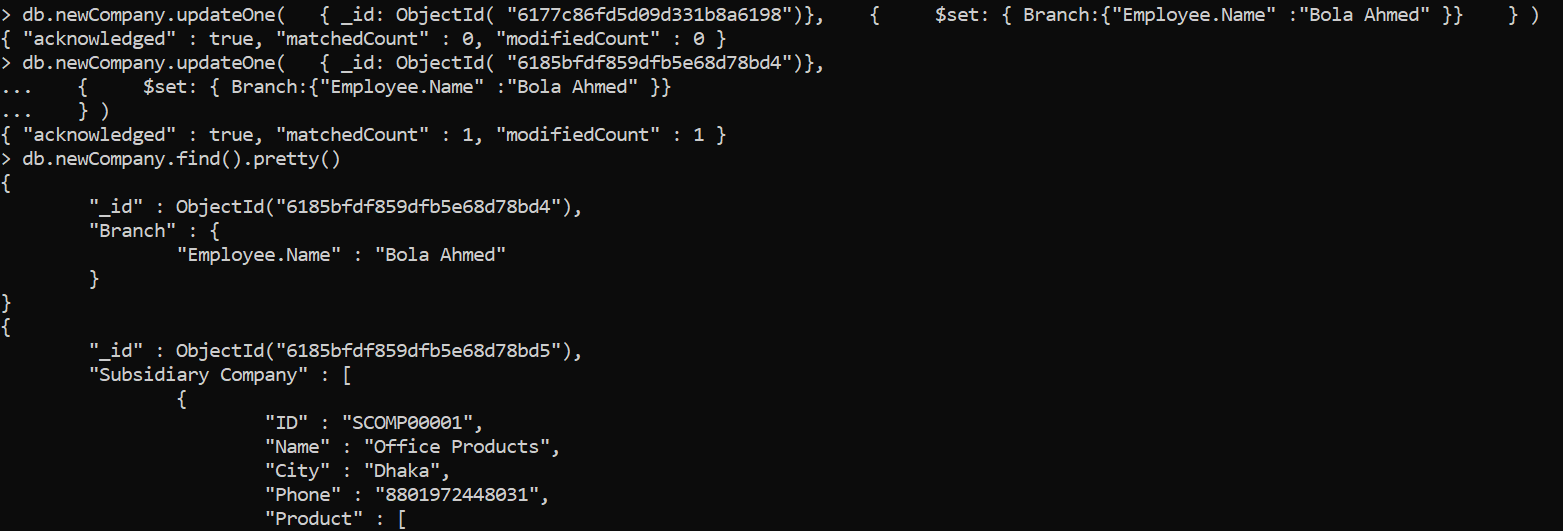 > db.newCompany.updateOne(   { _id: ObjectId( "6177c86fd5d09d331b8a6198")},    {     $set: { Branch:{"Employee.Name" :"Bola Ahmed" }}    } )
{ "acknowledged" : true, "matchedCount" : 0, "modifiedCount" : 0 }
> db.newCompany.updateOne(   { _id: ObjectId( "6185bfdf859dfb5e68d78bd4")},
...    {     $set: { Branch:{"Employee.Name" :"Bola Ahmed" }}
...    } )
{ "acknowledged" : true, "matchedCount" : 1, "modifiedCount" : 1 }
> db.newCompany.find().pretty()
{
        "_id" : ObjectId("6185bfdf859dfb5e68d78bd4"),
        "Branch" : {
                "Employee.Name" : "Bola Ahmed"
        }
}
{
        "_id" : ObjectId("6185bfdf859dfb5e68d78bd5"),
        "Subsidiary Company" : [
                {
                        "ID" : "SCOMP00001",
                        "Name" : "Office Products",
                        "City" : "Dhaka",
                        "Phone" : "8801972448031",
                        "Product" : [